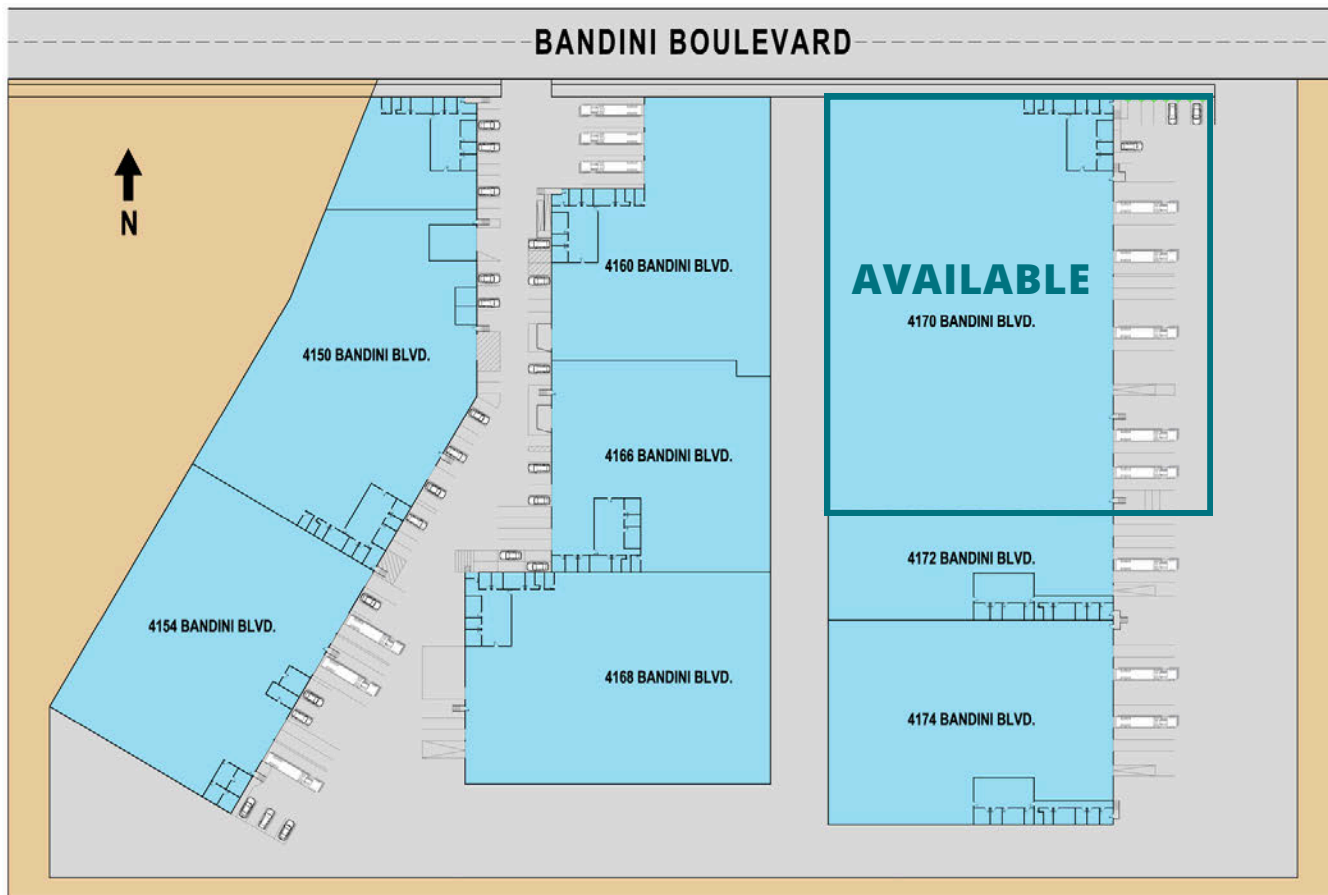 BANDINI BOULEVARD
N
4160 BANDINI BLVD.
AVAILABLE
4170 BANDINI BLVD.
4150 BANDINI BLVD.
4166 BANDINI BLVD.
4172 BANDINI BLVD.
4154 BANDINI BLVD.
4168 BANDINI BLVD.
4174 BANDINI BLVD.